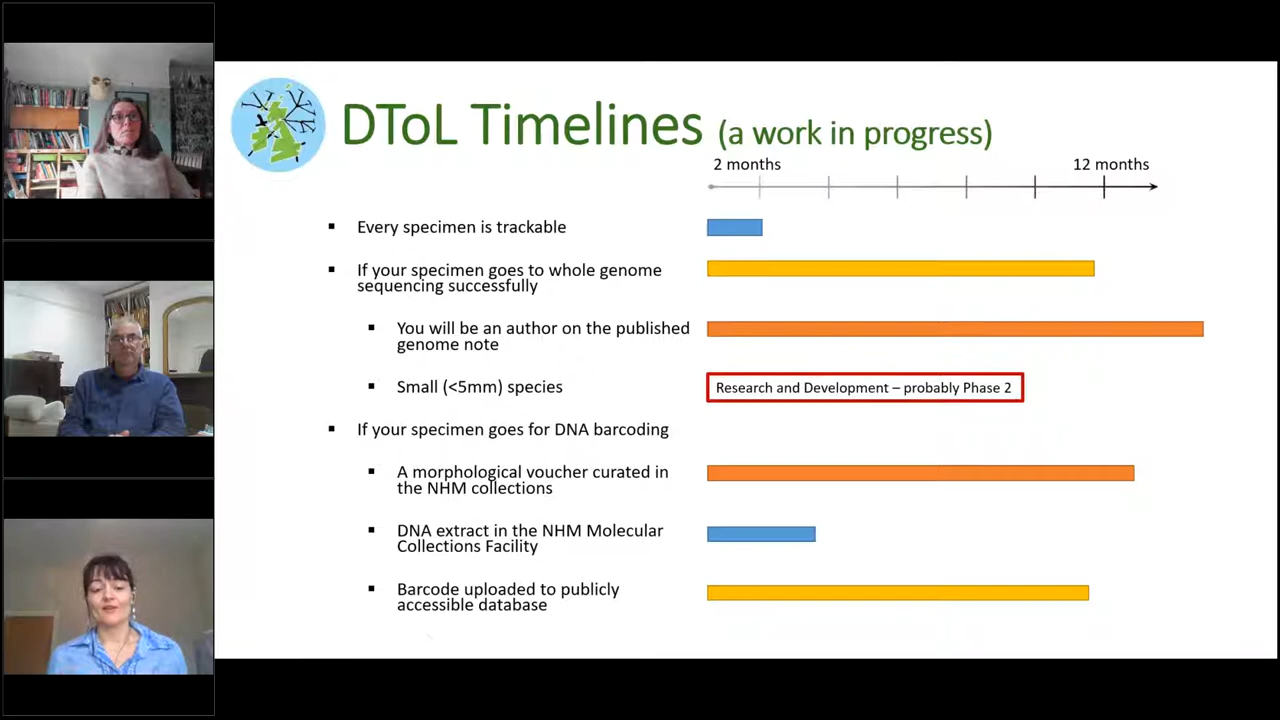 DToL Timelines (a work in progress)
2 months
12 months
Every specimen is trackable
If your specimen goes to whole genome
sequencing successfully
You will be an author on the published
genome note
Small (<5mm) species
Research and Development – probably Phase 2
If your specimen goes for DNA barcoding
A morphological voucher curated in
the NHM collections
DNA extract in the NHM Molecular
Collections Facility
Barcode uploaded to publicly
accessible database